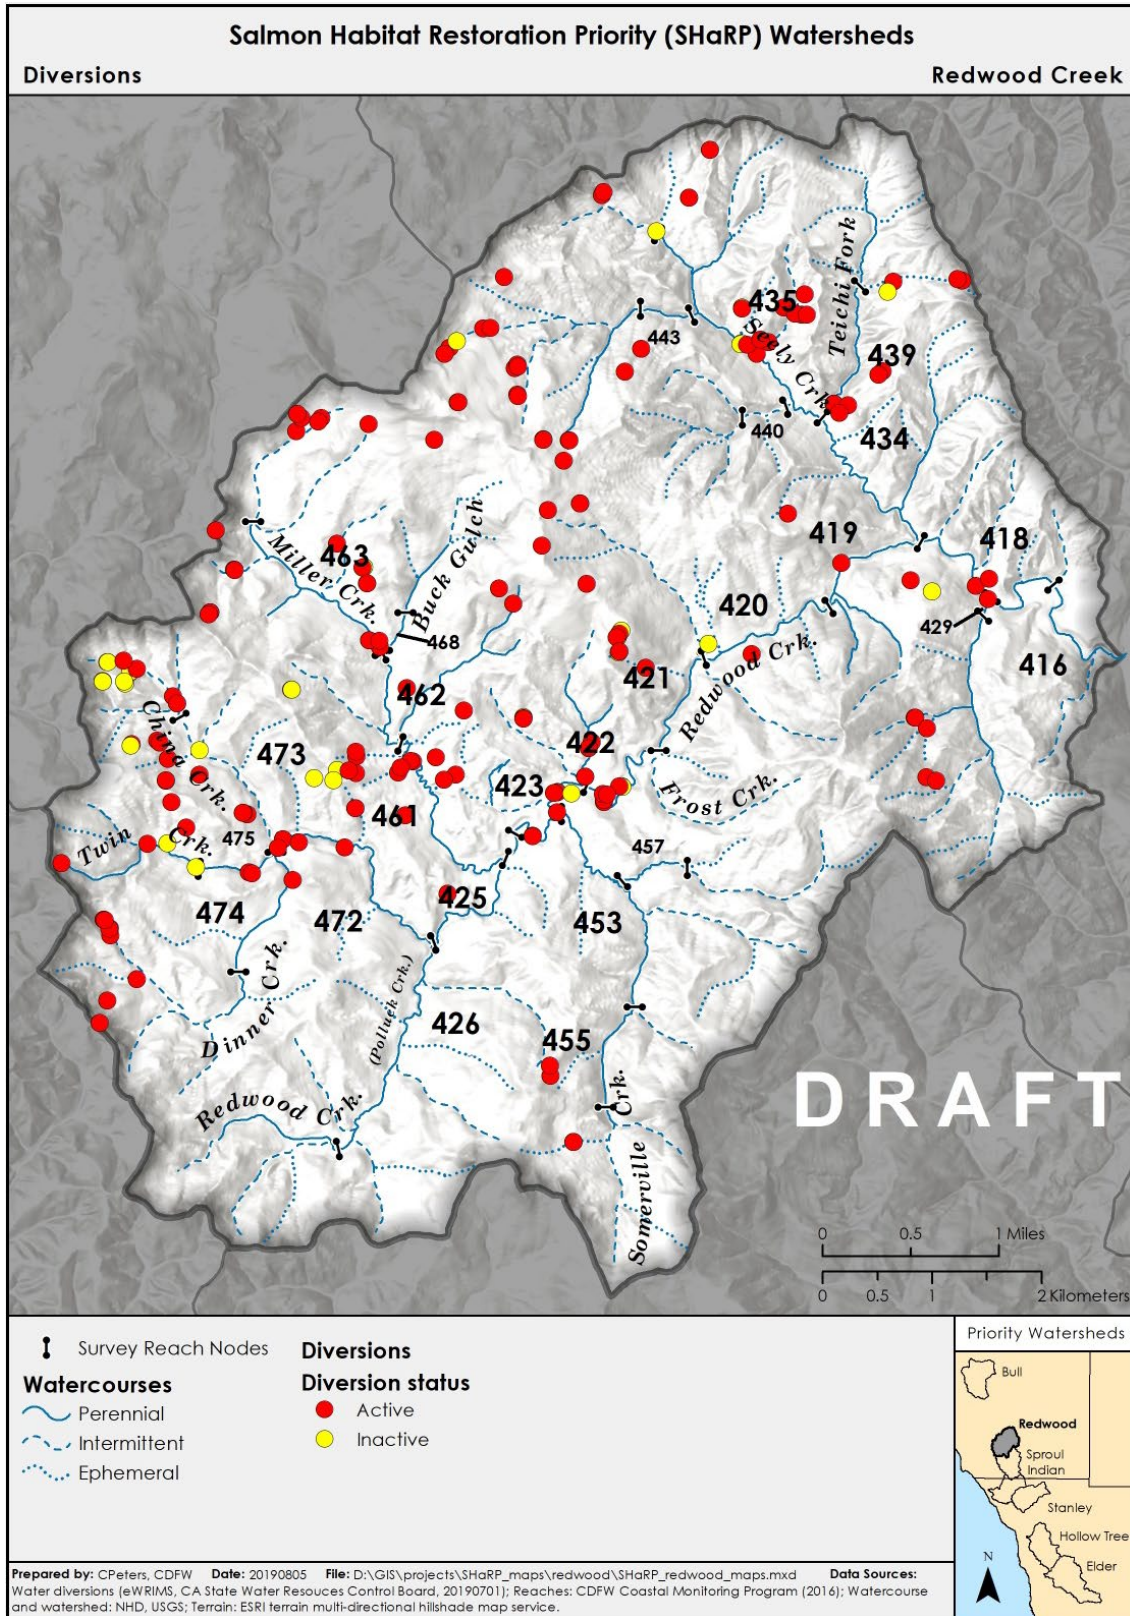 Salmon Habitat Restoration Priority (SHaRP) Watersheds
Diversions
Redwood Creek
435
Teichi Fork
443
Seely Crk.
439
440
434
419
418
463
Miller Crk.
Buck Gulch
468
420
429
416
462
421
Redwood Crk.
China Crk.
473
422
423
Frost Crk.
461
475
Twin Crk.
457
425
474
472
453
Dinner Crk.
(Polluck Crk.)
426
455
Redwood Crk.
Somerville Crk.
DRAFT
0 0.5 1 Miles
0 0.5 1 2 Kilometers
Survey Reach Nodes
Watercourses
Perennial
Intermittent
Ephemeral
Diversions
Diversion status
Active
Inactive
Priority Watersheds
Bull
Redwood
Sproul
Indian
Stanley
Hollow Tree
Elder
N
Prepared by: CPeters, CDFW Date: 20190805 File: D:\GIS\projects\SHaRP_maps\redwood\SHaRP_redwood_maps.mxd Data Sources:
Water diversions (eWRIMS, CA State Water Resouces Control Board, 20190701); Reaches: CDFW Coastal Monitoring Program (2016); Watercourse
and watershed: NHD, USGS; Terrain: ESRI terrain multi-directional hillshade map service.